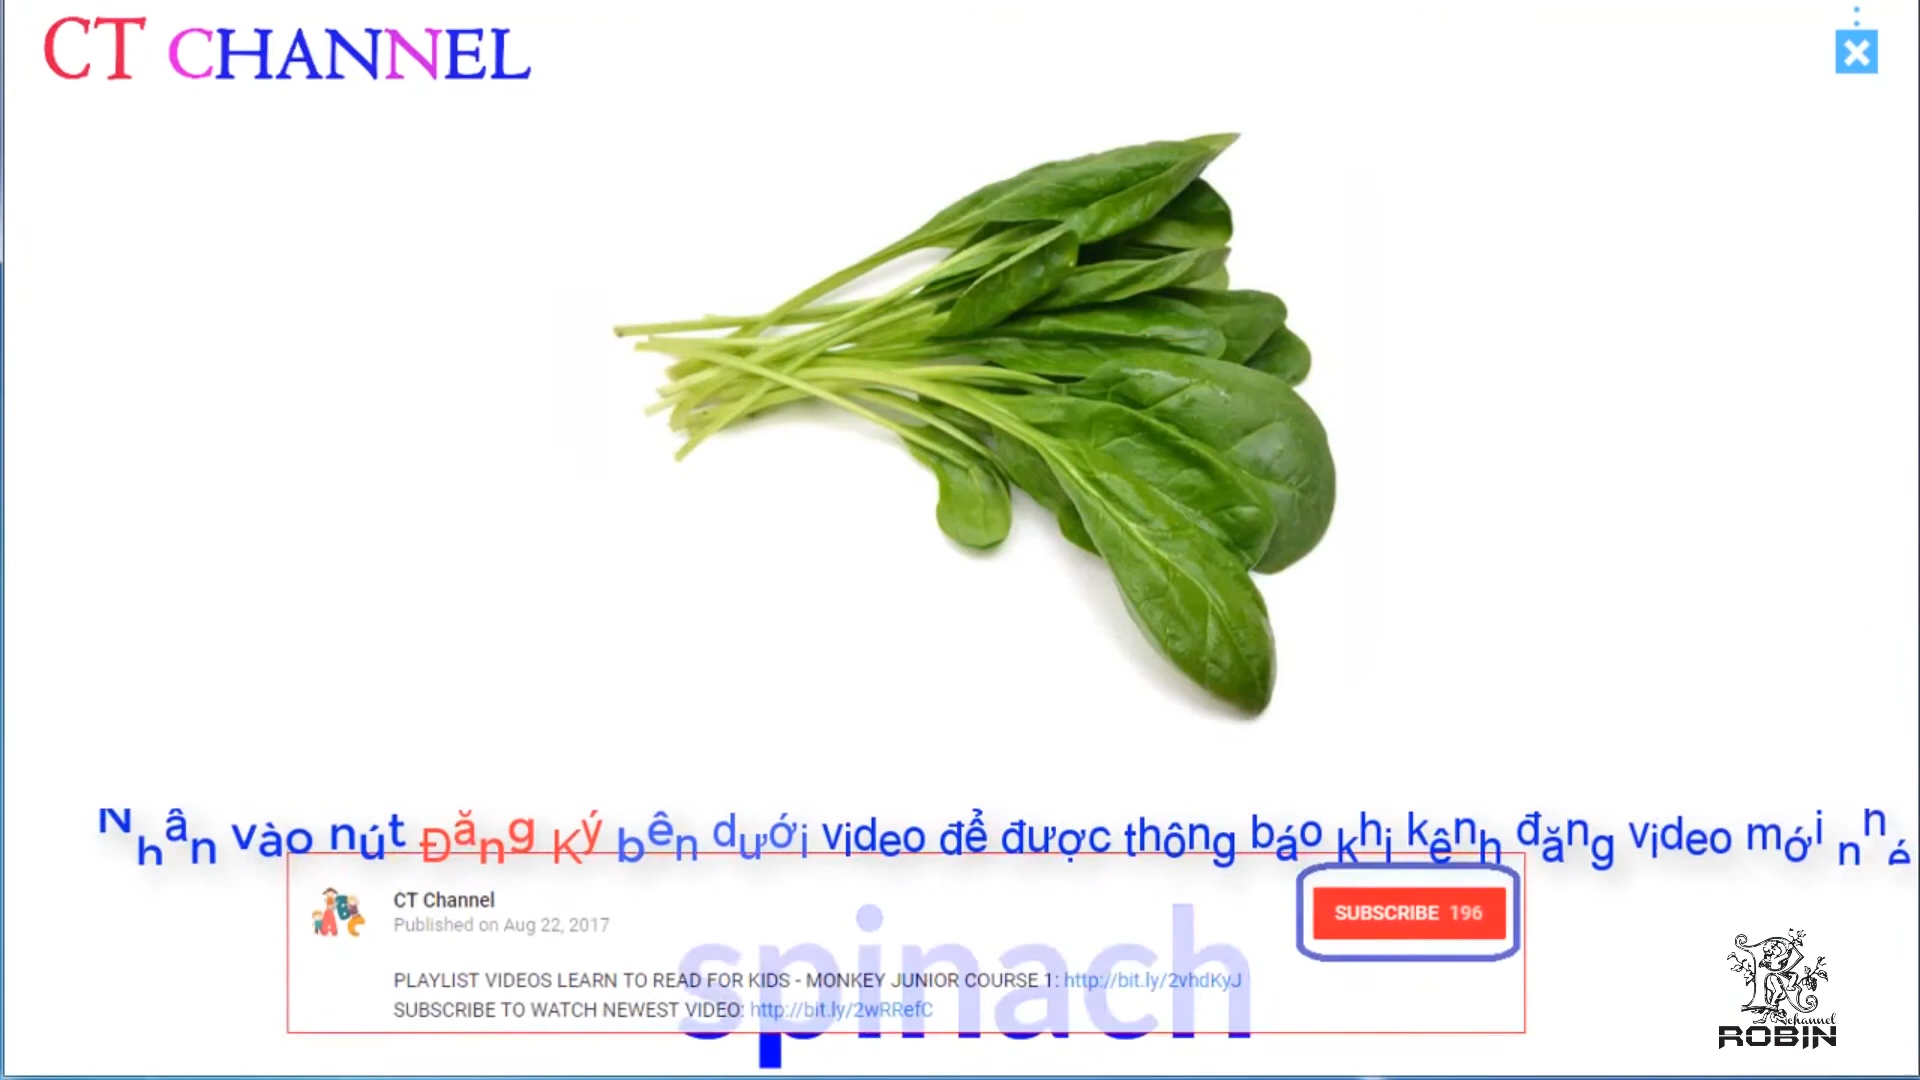 CT CHANNEL
Nhấn vào nút Đăng Ký bên dưới video để được thông báo khi kênh đăng video mới
CT Channel
Published on Aug 22, 2017
SUBSCRIBE 196
spinach
PLAYLIST VIDEOS LEARN TO READ FOR KIDS - MONKEY JUNIOR COURSE 1: http://bit.ly/2vhdKyJ
SUBSCRIBE TO WATCH NEWEST VIDEO: http://bit.ly/2wRRefC
channel
ROBIN